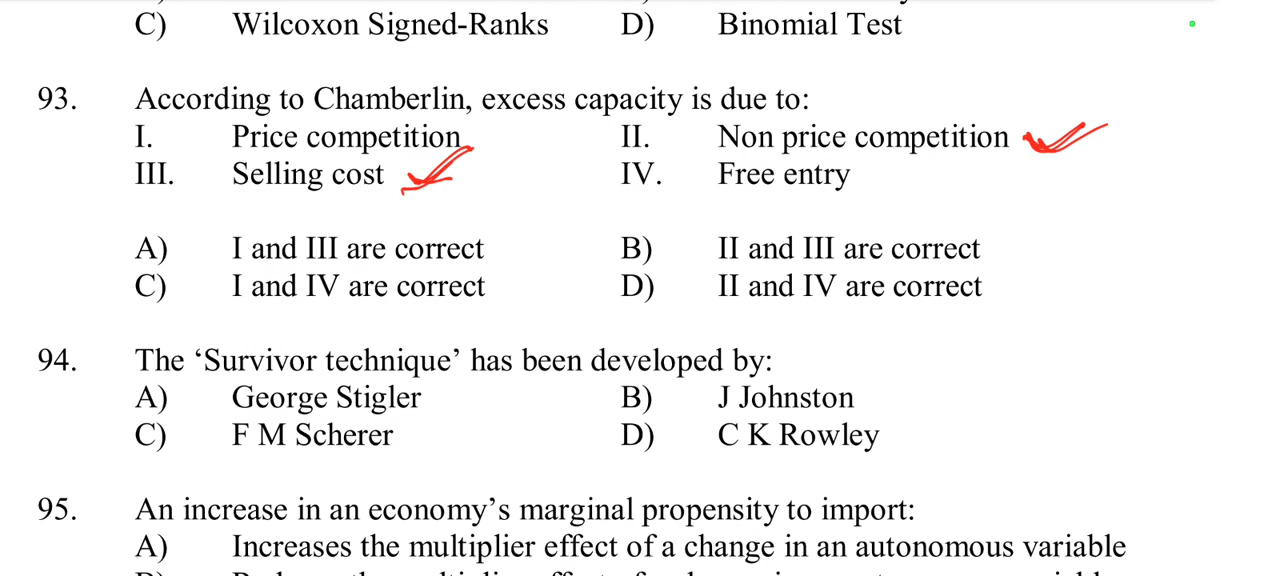 C) Wilcoxon Signed-Ranks D) Binomial Test
93. According to Chamberlin, excess capacity is due to:
I. Price competition II. Non price competition
III. Selling cost IV. Free entry
A) I and III are correct B) II and III are correct
C) I and IV are correct D) II and IV are correct
94. The ‘Survivor technique’ has been developed by:
A) George Stigler B) J Johnston
C) F M Scherer D) C K Rowley
95. An increase in an economy’s marginal propensity to import:
A) Increases the multiplier effect of a change in an autonomous variable